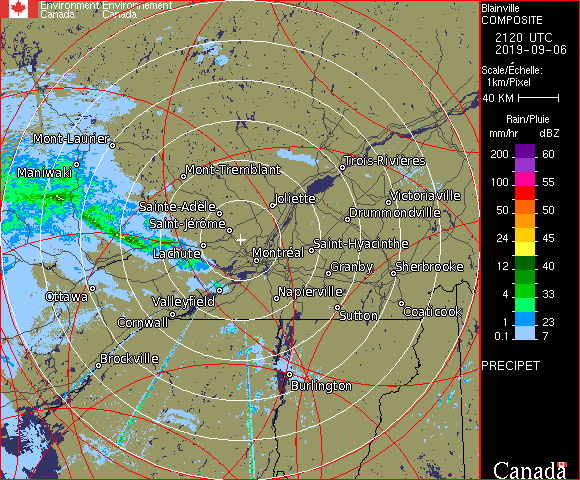 Environment Environnement
Canada Canada
Blainville
COMPOSITE
2120 UTC
2019-09-06
Scale/Échelle:
1km/Pixel
40 KM
Rain/Pluie
mm/hr dBZ
200 60
100 55
50 50
24 45
12 40
4 33
1 23
0.1 7
PRECIPET
Canada
Mont-Laurier
Maniwaki
Mont-Tremblant
Trois-Rivières
Sainte-Adèle
Joliette
Victoriaville
Drummondville
Saint-Jérôme
Lachute
Montréal
Saint-Hyacinthe
Granby
Sherbrooke
Ottawa
Valleyfield
Napierville
Cornwall
Sutton
Coaticook
Brockville
Burlington